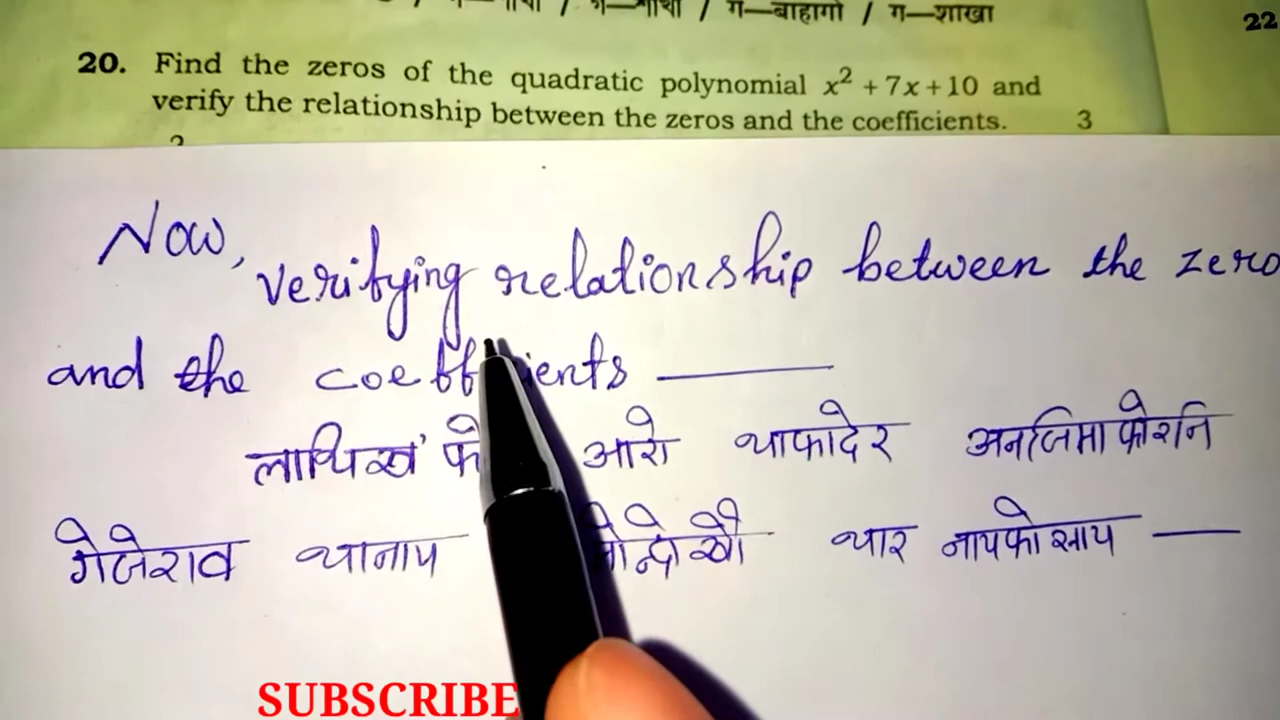 ग—बाहागो / ग—शाखा
22
20. Find the zeros of the quadratic polynomial x² + 7x + 10 and
verify the relationship between the zeros and the coefficients. 3
Now,
verifying relationship between the zero
and the coefficients ——
लाथिखं' आरो थाफादेर अनजिमाफोरनि
गेजेराव थानाय थार नायफोसाय —
SUBSCRIBE